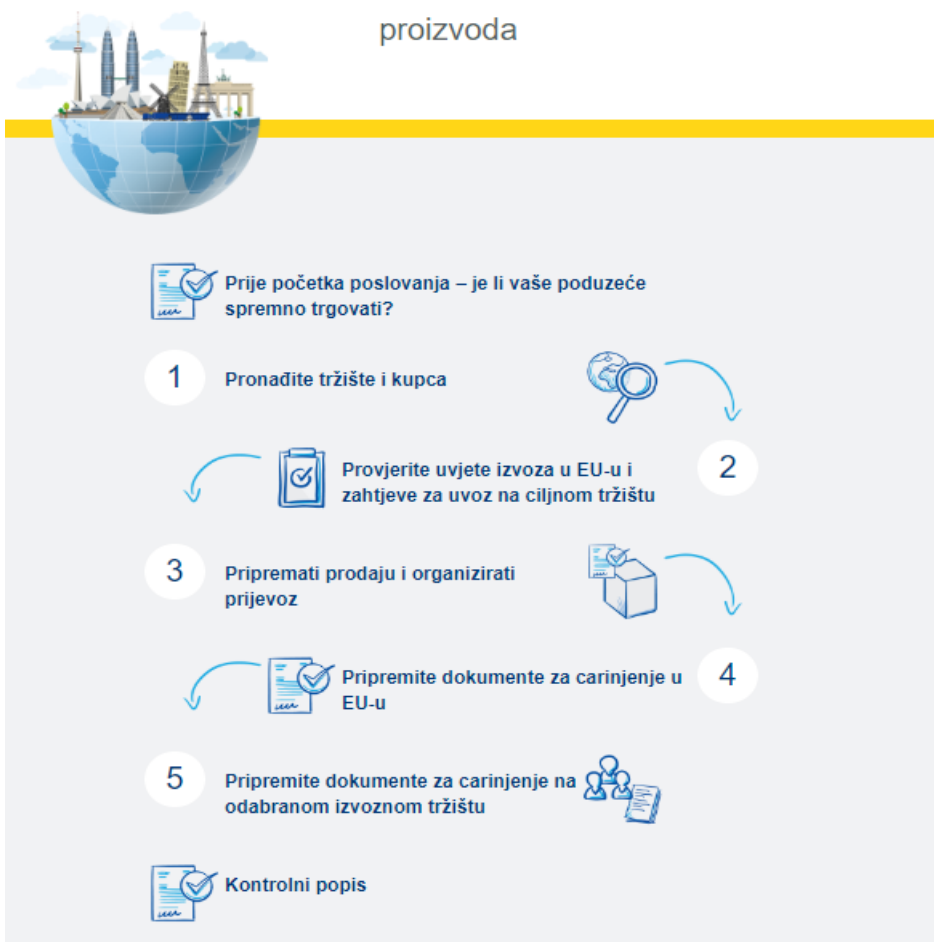 proizvoda
Prije početka poslovanja – je li vaše poduzeće
spremno trgovati?
1
Pronađite tržište i kupca
Provjerite uvjete izvoza u EU-u i
zahtjeve za uvoz na ciljnom tržištu
2
3
Pripremati prodaju i organizirati
prijevoz
Pripremite dokumente za carinjenje u
EU-u
4
5
Pripremite dokumente za carinjenje na
odabranom izvoznom tržištu
Kontrolni popis